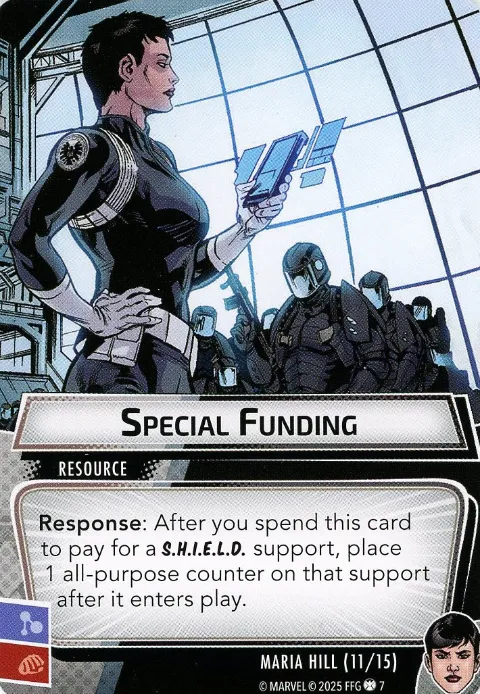 SPECIAL FUNDING
RESOURCE
Response: After you spend this card
to pay for a S.H.I.E.L.D. support, place
1 all-purpose counter on that support
after it enters play.
MARIA HILL (11/15)
© MARVEL © 2025 FFG 7